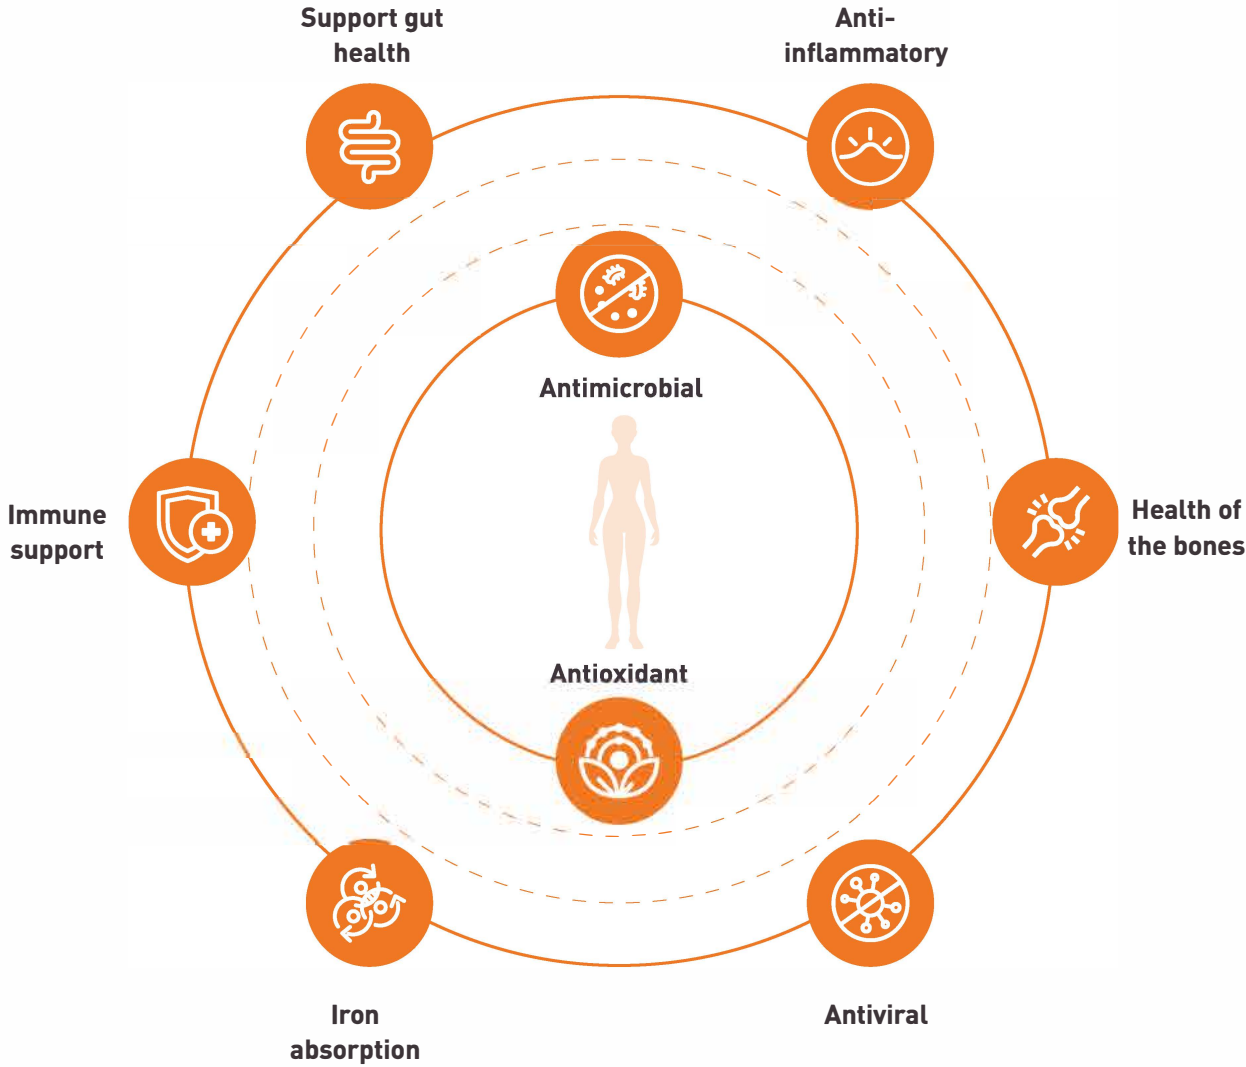 Support gut
health
Anti-
inflammatory
Antimicrobial
Immune
support
Health of
the bones
Antioxidant
Iron
absorption
Antiviral